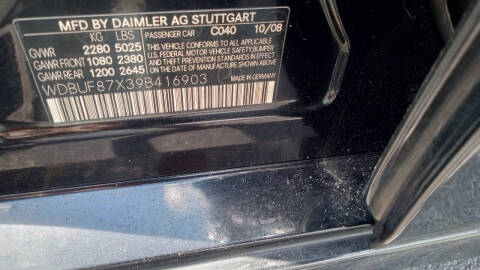 MFD BY DAIMLER AG STUTTGART
KG LBS PASSENGER CAR C040 10/08
GVWR 2280 5025 THIS VEHICLE CONFORMS TO ALL APPLICABLE
GAWR FRONT 1080 2380 U.S. FEDERAL MOTOR VEHICLE SAFETY,BUMPER
GAWR REAR 1200 2645 AND THEFT PREVENTION STANDARDS IN EFFECT
ON THE DATE OF MANUFACTURE SHOWN ABOVE
WDBUF87X39B416903 MADE IN GERMANY